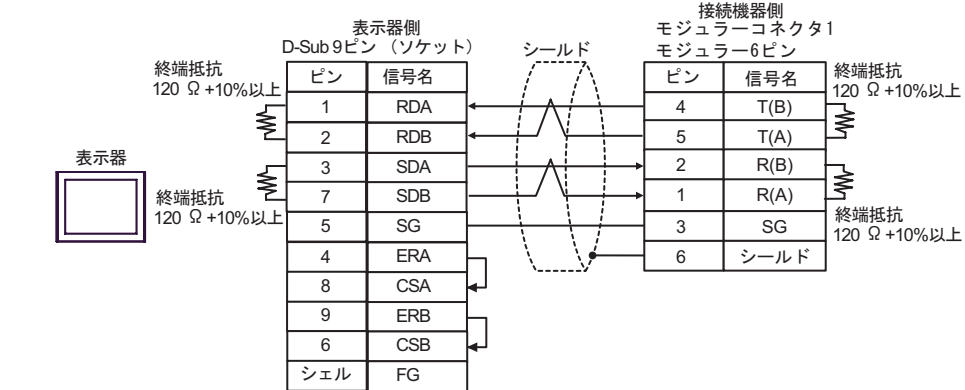 表示器側
D-Sub 9ピン (ソケット)
シールド
接続機器側
モジュラーコネクタ1
モジュラー6ピン
終端抵抗
120 Ω +10%以上
ピン 信号名
1 RDA
2 RDB
3 SDA
7 SDB
5 SG
4 ERA
8 CSA
9 ERB
6 CSB
シェル FG
表示器
終端抵抗
120 Ω +10%以上
ピン 信号名
4 T(B)
5 T(A)
2 R(B)
1 R(A)
3 SG
6 シールド
終端抵抗
120 Ω +10%以上
終端抵抗
120 Ω +10%以上